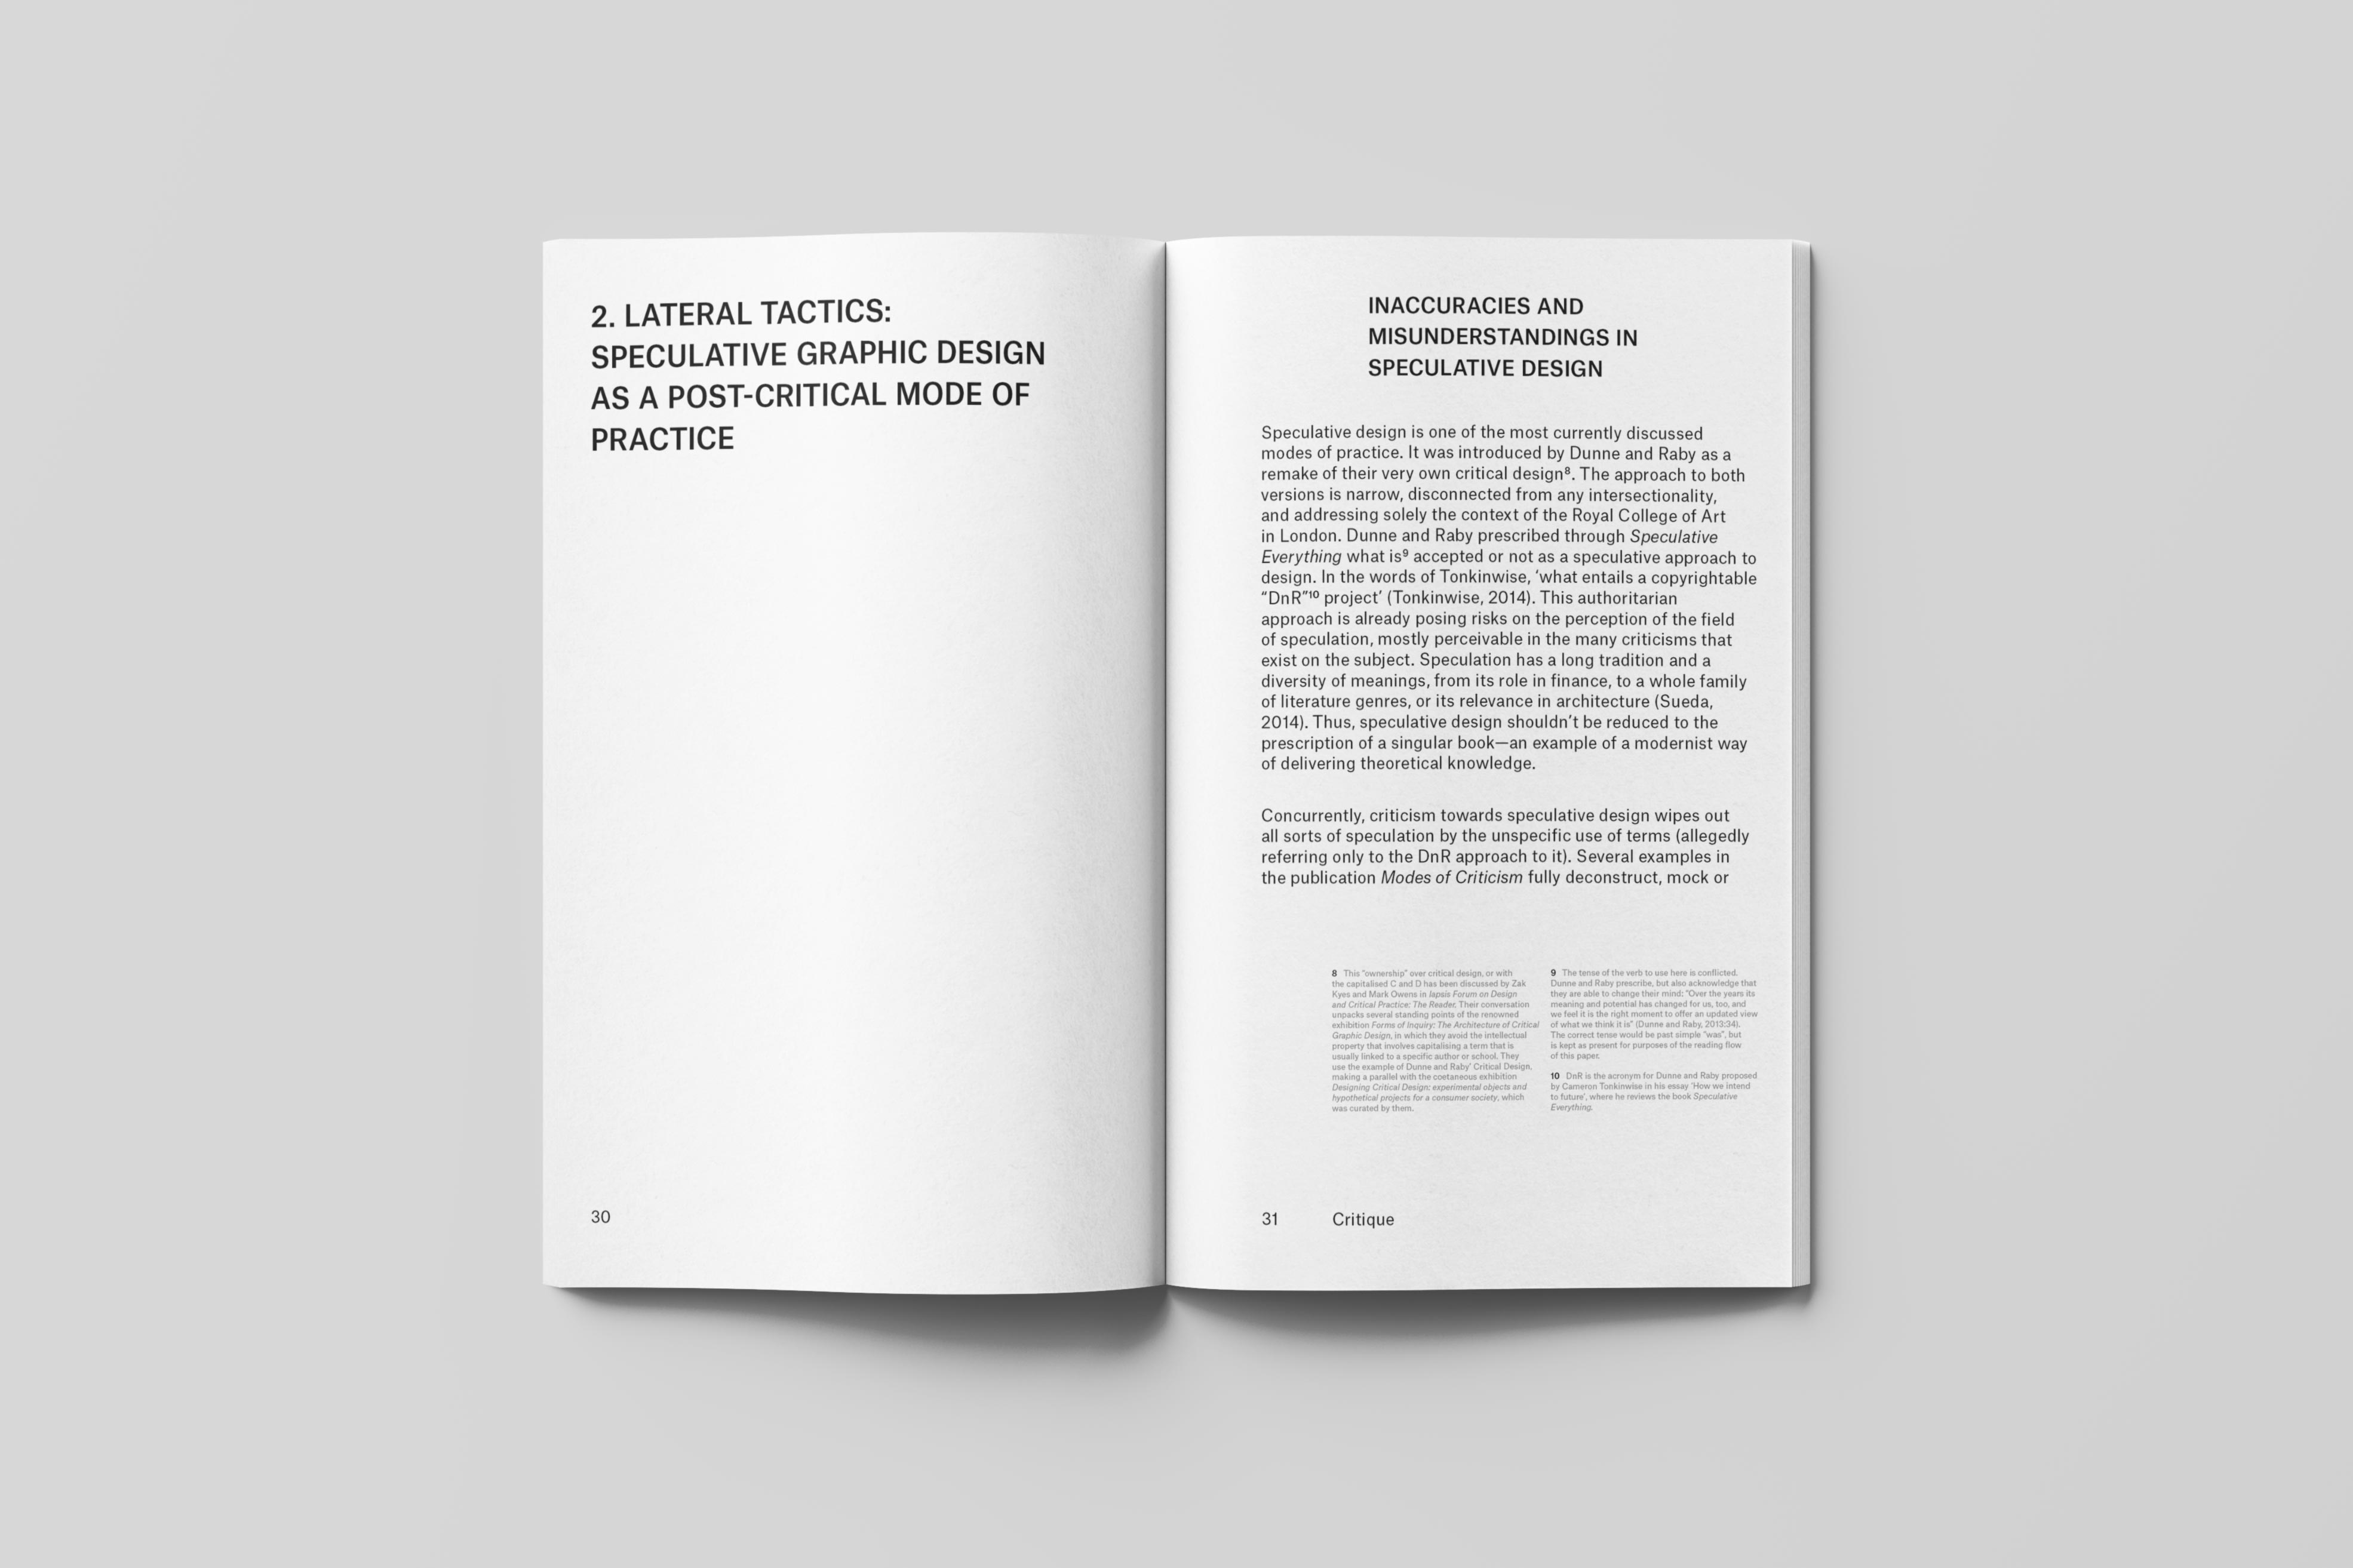 2. LATERAL TACTICS:
SPECULATIVE GRAPHIC DESIGN
AS A POST-CRITICAL MODE OF
PRACTICE
30
INACCURACIES AND
MISUNDERSTANDINGS IN
SPECULATIVE DESIGN
Speculative design is one of the most currently discussed
modes of practice. It was introduced by Dunne and Raby as a
remake of their very own critical design⁸. The approach to both
versions is narrow, disconnected from any intersectionality,
and addressing solely the context of the Royal College of Art
in London. Dunne and Raby prescribed through Speculative
Everything what is⁹ accepted or not as a speculative approach to
design. In the words of Tonkinwise, ‘what entails a copyrightable
“DnR”¹⁰ project’ (Tonkinwise, 2014). This authoritarian
approach is already posing risks on the perception of the field
of speculation, mostly perceivable in the many criticisms that
exist on the subject. Speculation has a long tradition and a
diversity of meanings, from its role in finance, to a whole family
of literature genres, or its relevance in architecture (Sueda,
2014). Thus, speculative design shouldn’t be reduced to the
prescription of a singular book—an example of a modernist way
of delivering theoretical knowledge.
Concurrently, criticism towards speculative design wipes out
all sorts of speculation by the unspecific use of terms (allegedly
referring only to the DnR approach to it). Several examples in
the publication Modes of Criticism fully deconstruct, mock or
8 This “ownership” over critical design, or with
the capitalised C and D has been discussed by Zak
Kyes and Mark Owens in Iapsis Forum on Design
and Critical Practice: The Reader. Their conversation
unpacks several standing points of the renowned
exhibition Forms of Inquiry: The Architecture of Critical
Graphic Design, in which they avoid the intellectual
property that involves capitalising a term that is
usually linked to a specific author or school. They
use the example of Dunne and Raby’ Critical Design,
making a parallel with the coetaneous exhibition
Designing Critical Design: experimental objects and
hypothetical projects for a consumer society, which
was curated by them.
9 The tense of the verb to use here is conflicted.
Dunne and Raby prescribe, but also acknowledge that
they are able to change their mind: “Over the years its
meaning and potential has changed for us, too, and
we feel it is the right moment to offer an updated view
of what we think it is” (Dunne and Raby, 2013:34).
The correct tense would be past simple “was”, but
is kept as present for purposes of the reading flow
of this paper.
10 DnR is the acronym for Dunne and Raby proposed
by Cameron Tonkinwise in his essay ‘How we intend
to future’, where he reviews the book Speculative
Everything.
31 Critique